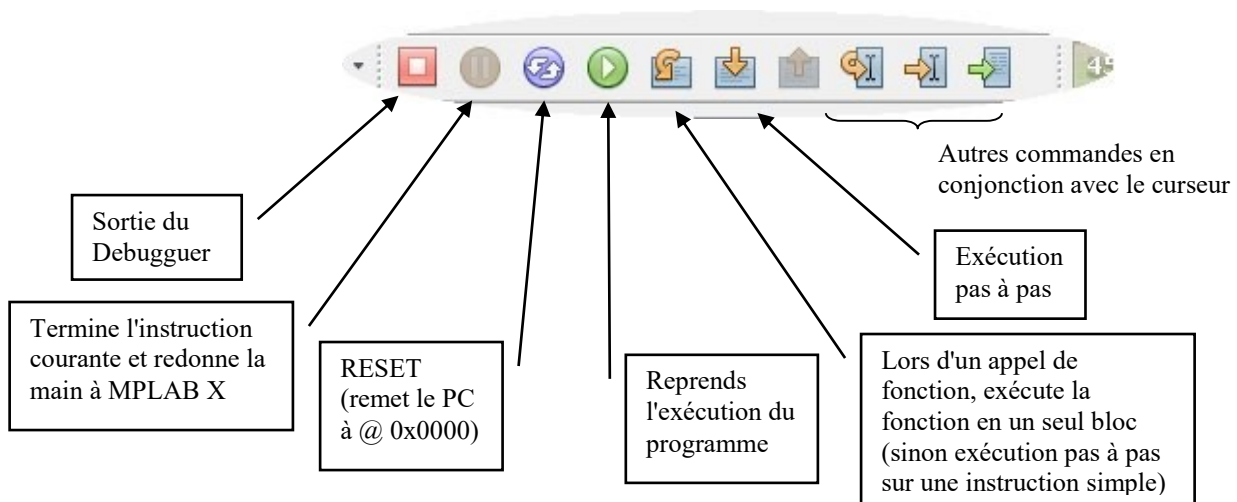 Autres commandes en
conjonction avec le curseur
Sortie du
Debugguer
Exécution
pas à pas
Termine l'instruction
courante et redonne la
main à MPLAB X
RESET
(remet le PC
à @ 0x0000)
Reprends
l'exécution du
programme
Lors d'un appel de
fonction, exécute la
fonction en un seul bloc
(sinon exécution pas à pas
sur une instruction simple)